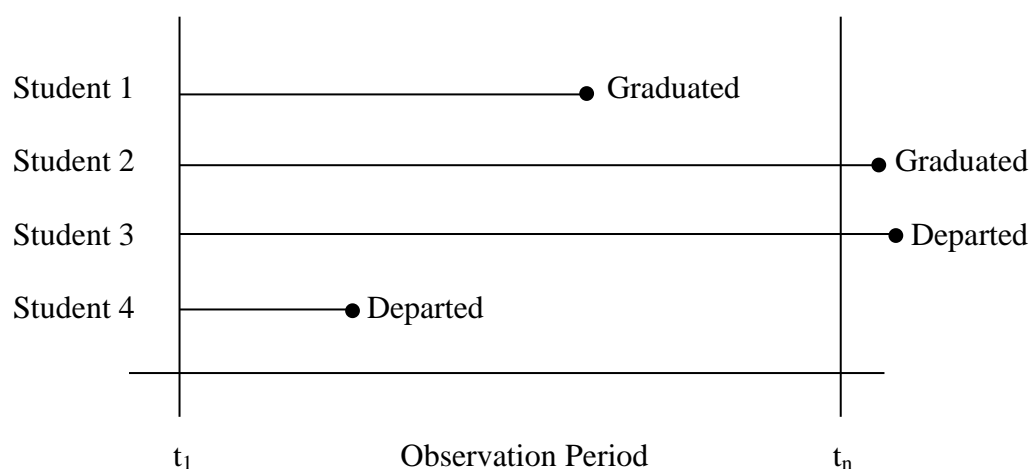 Student 1 Graduated
Student 2 Graduated
Student 3 Departed
Student 4 Departed
t₁ Observation Period tₙ